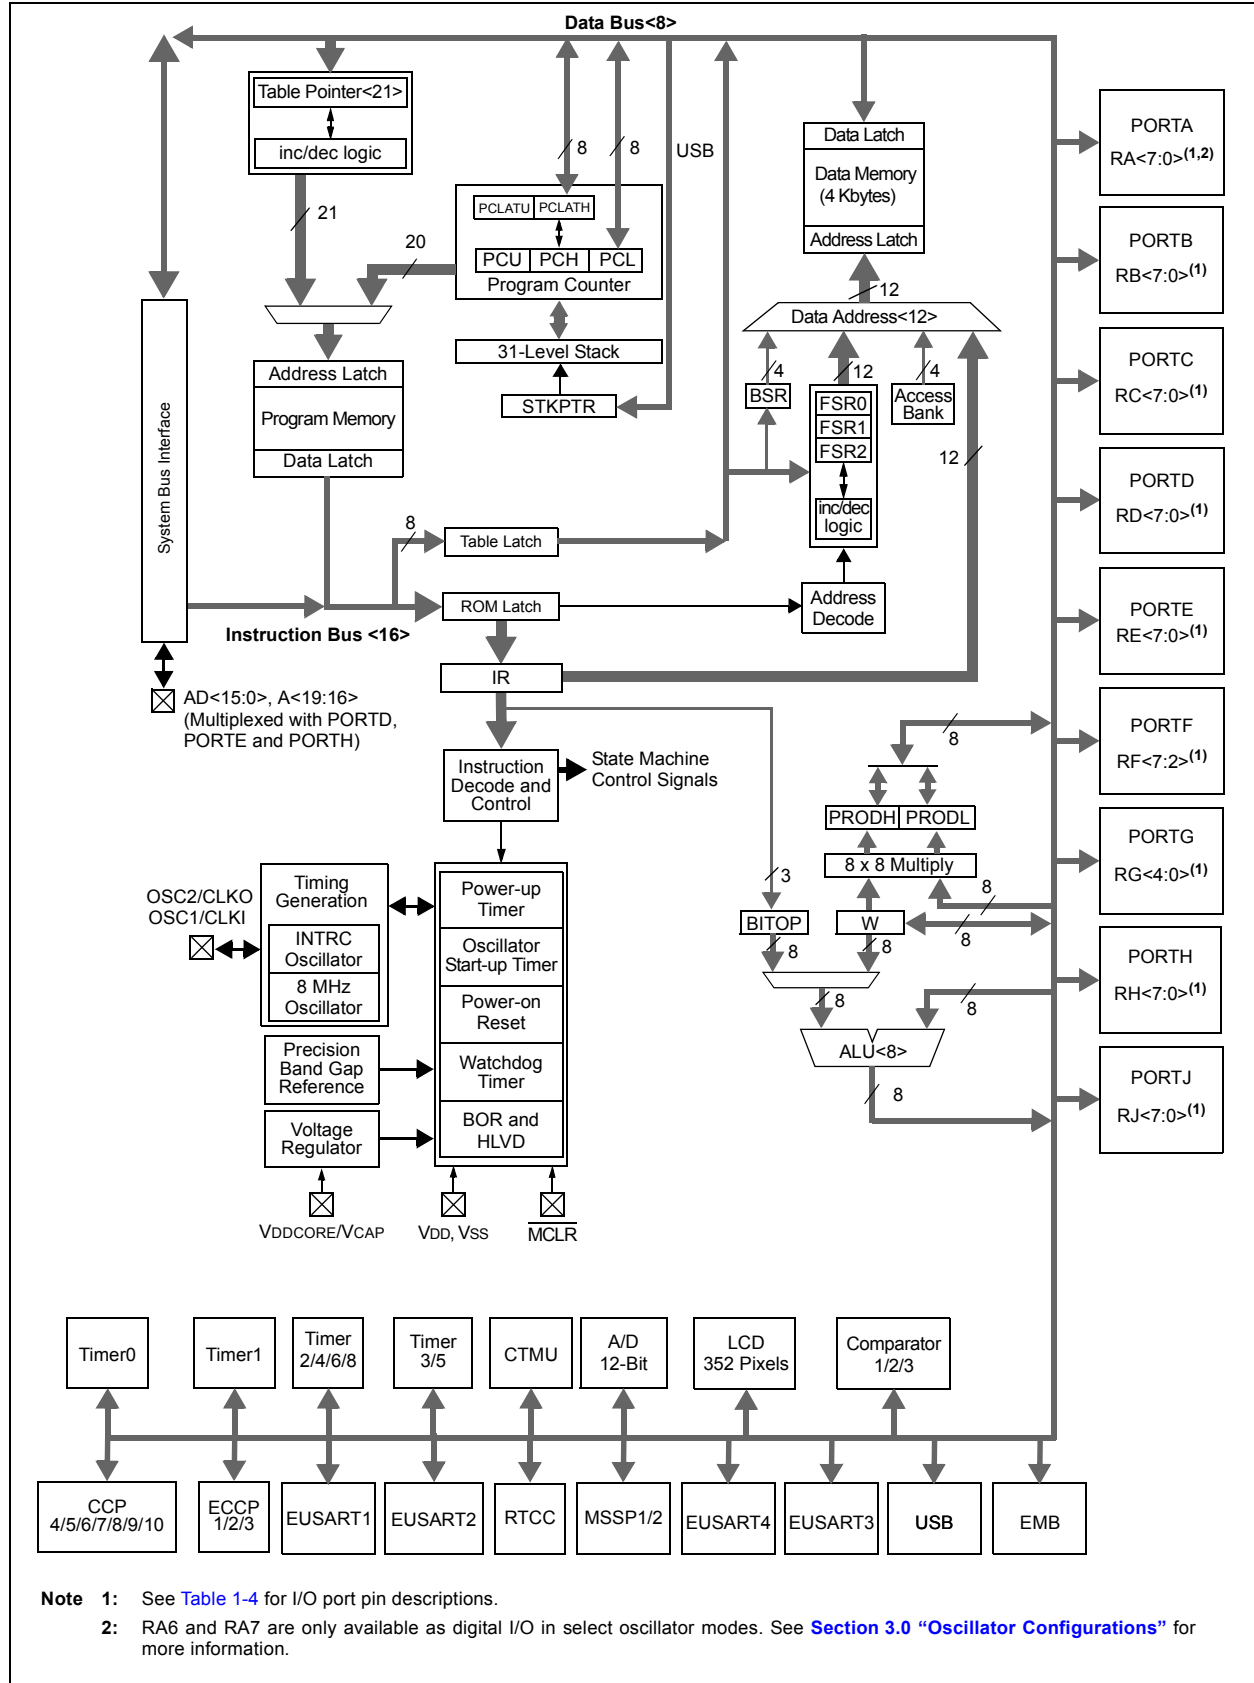 Data Bus<8>
Table Pointer<21>
inc/dec logic
21
20
8
8
USB
PCLATU PCLATH
PCU PCH PCL
Program Counter
31-Level Stack
STKPTR
System Bus Interface
Address Latch
Program Memory
Data Latch
Data Latch
Data Memory
(4 Kbytes)
Address Latch
12
Data Address<12>
4
12
4
BSR
FSR0
FSR1
FSR2
inc/dec
logic
Access
Bank
12
8
Table Latch
ROM Latch
Address
Decode
Instruction Bus <16>
IR
AD<15:0>, A<19:16>
(Multiplexed with PORTD,
PORTE and PORTH)
Instruction
Decode and
Control
State Machine
Control Signals
8
PRODH PRODL
8 x 8 Multiply
3
8
BITOP
W
8
8
8
8
8
ALU<8>
8
OSC2/CLKO
OSC1/CLKI
Timing
Generation
INTRC
Oscillator
8 MHz
Oscillator
Precision
Band Gap
Reference
Voltage
Regulator
Power-up
Timer
Oscillator
Start-up Timer
Power-on
Reset
Watchdog
Timer
BOR and
HLVD
VDDCORE/VCAP
VDD, VSS
MCLR
PORTA
RA<7:0>(1,2)
PORTB
RB<7:0>(1)
PORTC
RC<7:0>(1)
PORTD
RD<7:0>(1)
PORTE
RE<7:0>(1)
PORTF
RF<7:2>(1)
PORTG
RG<4:0>(1)
PORTH
RH<7:0>(1)
PORTJ
RJ<7:0>(1)
Timer0
Timer1
Timer
2/4/6/8
Timer
3/5
CTMU
A/D
12-Bit
LCD
352 Pixels
Comparator
1/2/3
CCP
4/5/6/7/8/9/10
ECCP
1/2/3
EUSART1
EUSART2
RTCC
MSSP1/2
EUSART4
EUSART3
USB
EMB
Note 1: See Table 1-4 for I/O port pin descriptions.
2: RA6 and RA7 are only available as digital I/O in select oscillator modes. See Section 3.0 “Oscillator Configurations” for
more information.